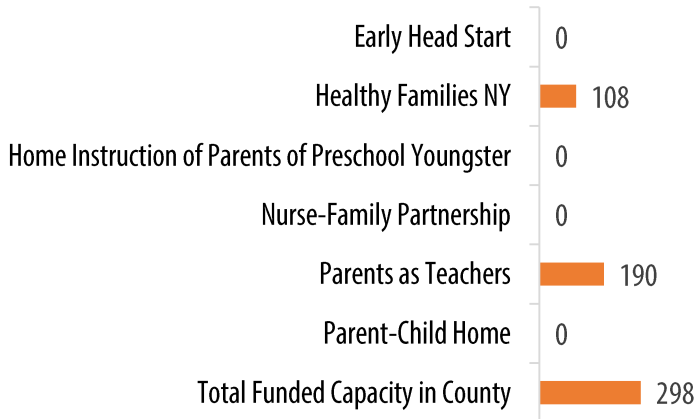 Early Head Start 0
Healthy Families NY 108
Home Instruction of Parents of Preschool Youngster 0
Nurse-Family Partnership 0
Parents as Teachers 190
Parent-Child Home 0
Total Funded Capacity in County 298